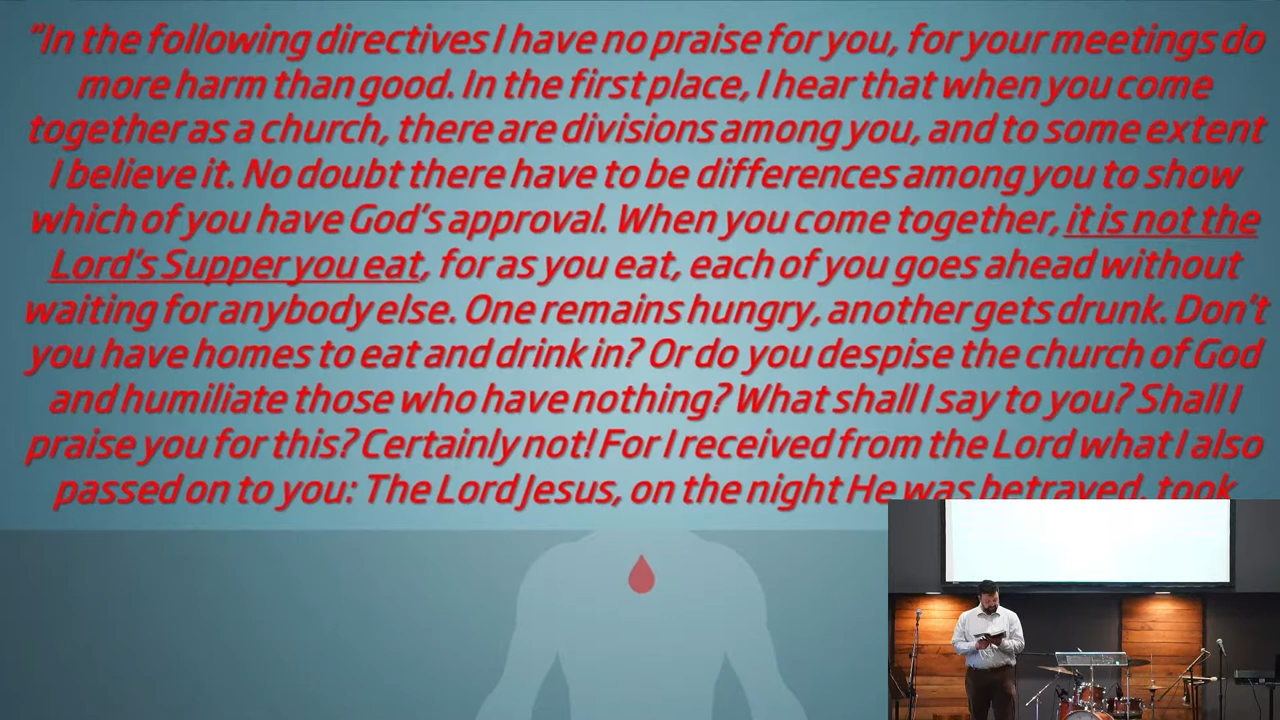 "In the following directives I have no praise for you, for your meetings do
more harm than good. In the first place, I hear that when you come
together as a church, there are divisions among you, and to some extent
I believe it. No doubt there have to be differences among you to show
which of you have God's approval. When you come together, it is not the
Lord's Supper you eat, for as you eat, each of you goes ahead without
waiting for anybody else. One remains hungry, another gets drunk. Don't
you have homes to eat and drink in? Or do you despise the church of God
and humiliate those who have nothing? What shall I say to you? Shall I
praise you for this? Certainly not! For I received from the Lord what I also
passed on to you: The Lord Jesus, on the night He was betrayed, took